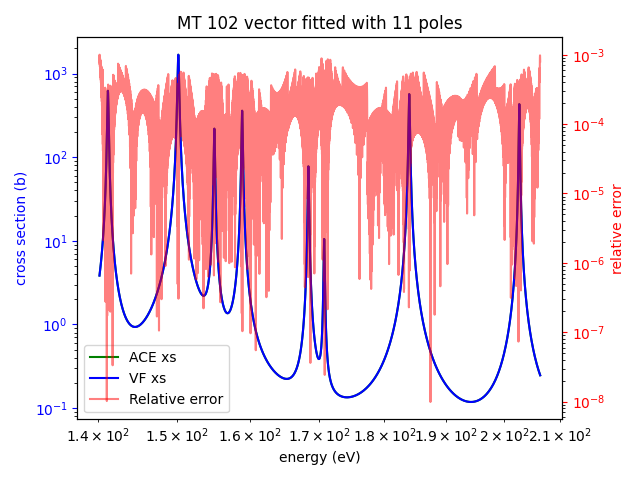 MT 102 vector fitted with 11 poles
10³
10²
10¹
10⁰
10⁻¹
cross section (b)
10⁻³
10⁻⁴
10⁻⁵
10⁻⁶
10⁻⁷
10⁻⁸
relative error
ACE xs
VF xs
Relative error
1.4 × 10² 1.5 × 10² 1.6 × 10² 1.7 × 10² 1.8 × 10² 1.9 × 10² 2 × 10² 2.1 × 10²
energy (eV)